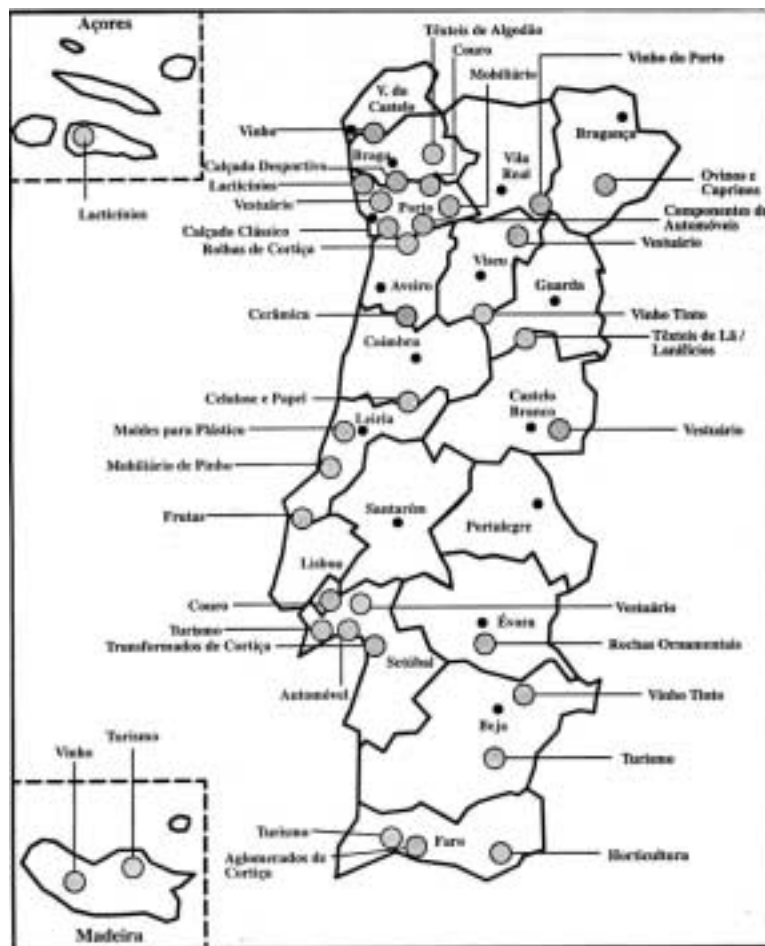 Açores
Têxteis de Algodão
Couro
Mobiliário
Vinho do Porto
V. do
Castelo
Bragança
Vinho
Braga
Vila
Real
Calçado Desportivo
Lacticínios
Vestuário
Porto
Ovinos e
Caprinos
Lacticínios
Componentes de
Automóveis
Calçado Clássico
Rolhas de Cortiça
Vestuário
Viseu
Aveiro
Guarda
Cerâmica
Vinho Tinto
Coimbra
Têxteis de Lã /
Lanifícios
Celulose e Papel
Castelo
Branco
Leiria
Moldes para Plástico
Vestuário
Mobiliário de Pinho
Santarém
Portalegre
Frutas
Lisboa
Couro
Vestuário
Turismo
Évora
Transformados de Cortiça
Setúbal
Rochas Ornamentais
Automóvel
Vinho Tinto
Beja
Turismo
Vinho
Turismo
Turismo
Faro
Aglomerados de
Cortiça
Horticultura
Madeira